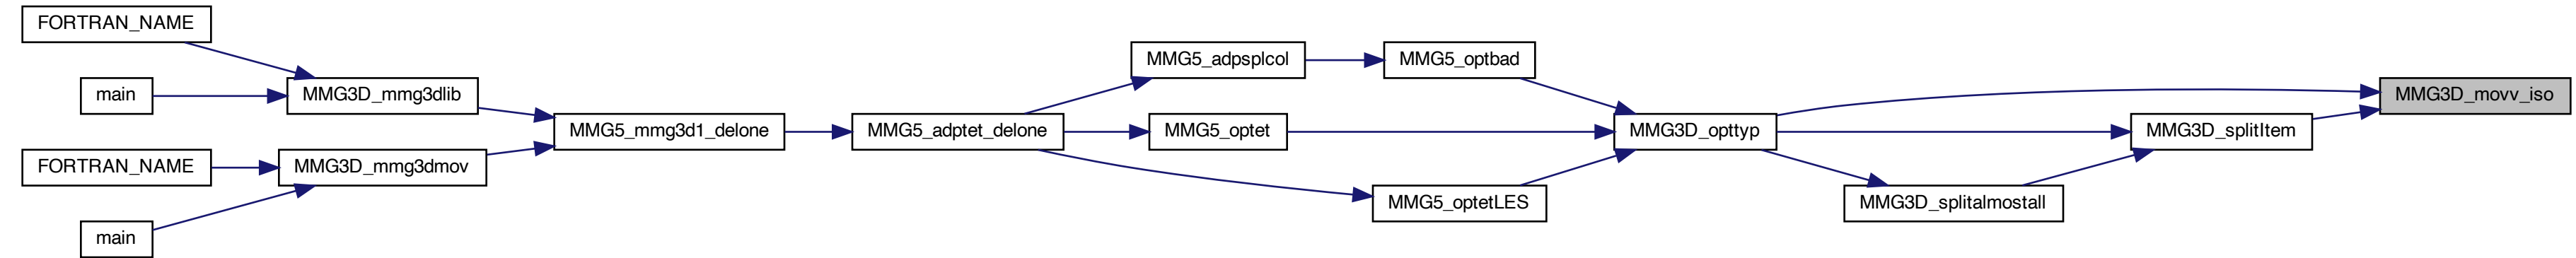 FORTRAN_NAME
main
MMG3D_mmg3dlib
FORTRAN_NAME
MMG3D_mmg3dmov
main
MMG5_mmg3d1_delone
MMG5_adptet_delone
MMG5_adpsplcol
MMG5_optet
MMG5_optbad
MMG5_optetLES
MMG3D_opttyp
MMG3D_splitItem
MMG3D_splitalmostall
MMG3D_movv_iso